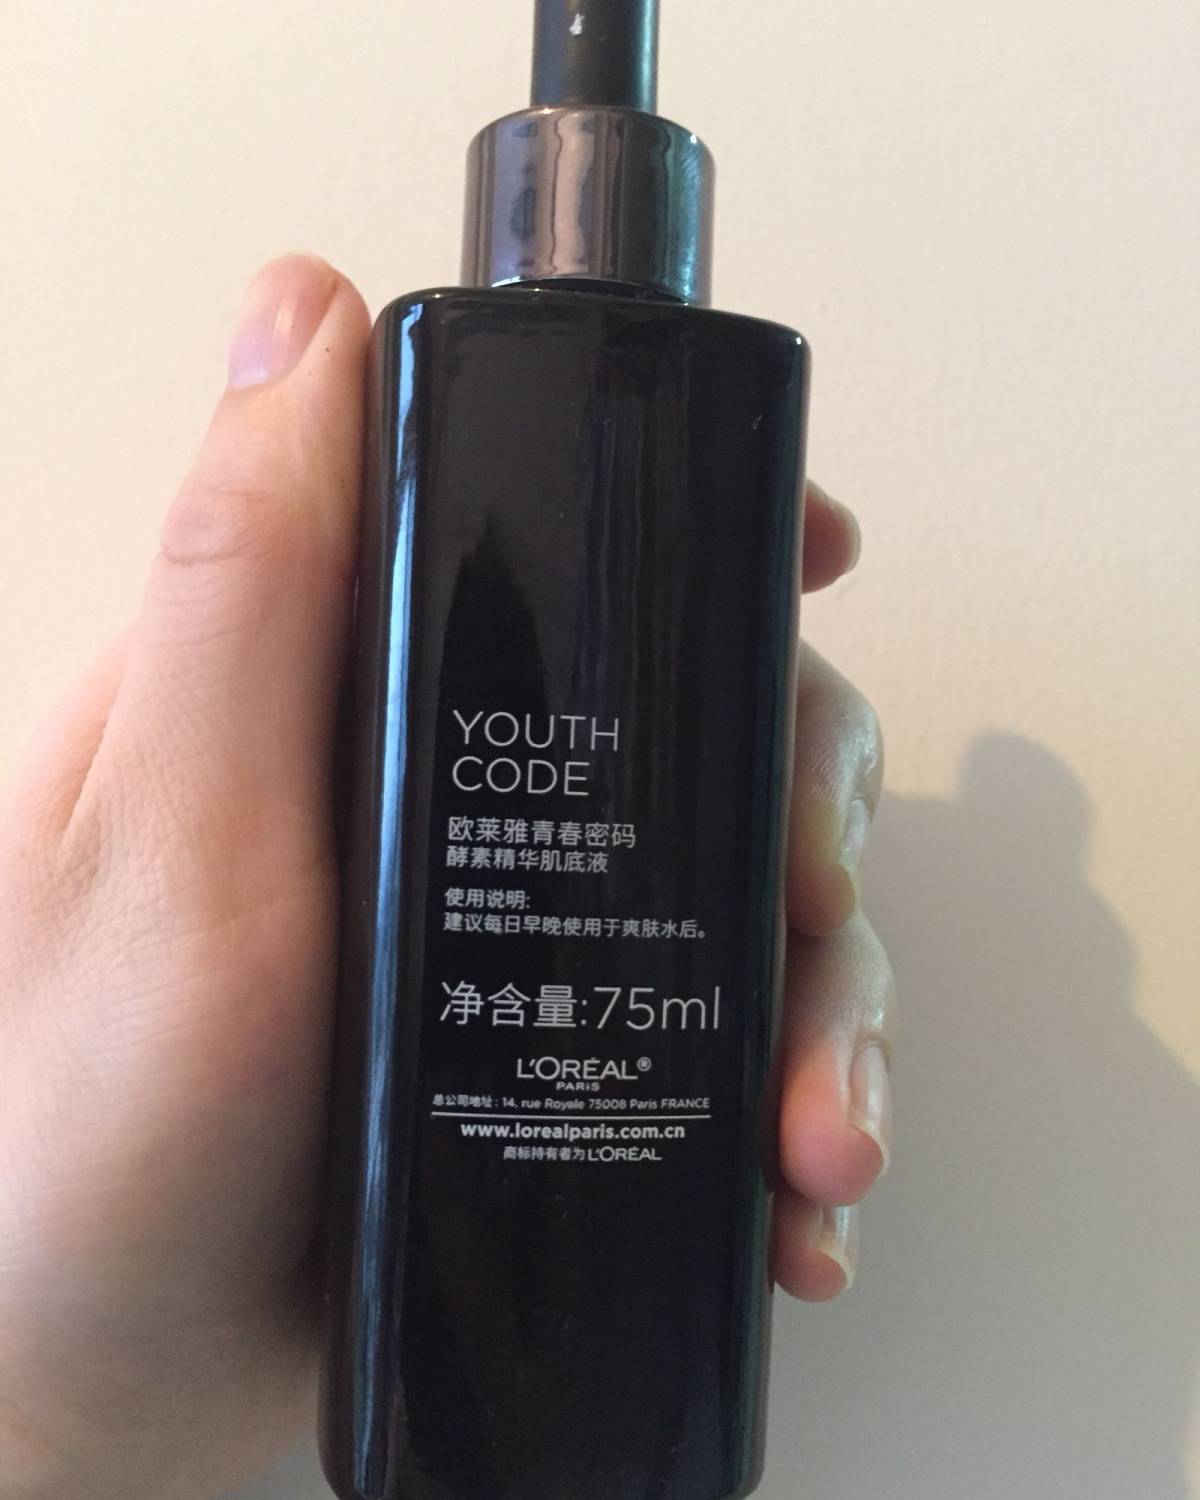 YOUTH
CODE
欧莱雅青春密码
酵素精华肌底液
使用说明:
建议每日早晚使用于爽肤水后。
净含量:75ml
L'ORÉAL®
PARIS
总公司地址: 14, rue Royale 75008 Paris FRANCE
www.lorealparis.com.cn
商标持有者为L'ORÉAL